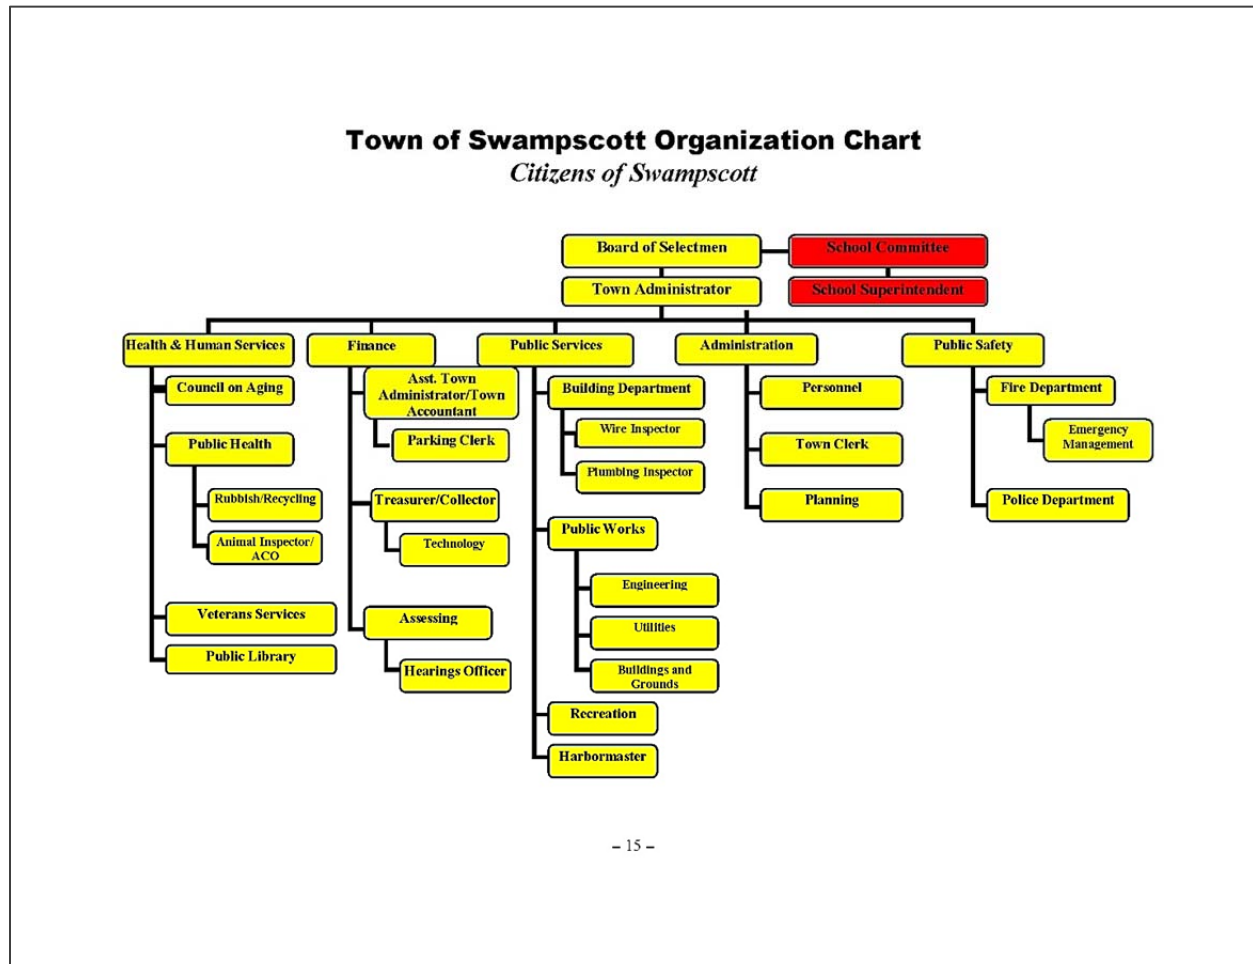 Town of Swampscott Organization Chart
Citizens of Swampscott
Board of Selectmen
School Committee
Town Administrator
School Superintendent
Health & Human Services
Finance
Public Services
Administration
Public Safety
Council on Aging
Public Health
Rubbish/Recycling
Animal Inspector/
ACO
Veterans Services
Public Library
Asst. Town
Administrator/Town
Accountant
Parking Clerk
Treasurer/Collector
Technology
Assessing
Hearings Officer
Building Department
Wire Inspector
Plumbing Inspector
Public Works
Engineering
Utilities
Buildings and
Grounds
Recreation
Harbormaster
Personnel
Town Clerk
Planning
Fire Department
Emergency
Management
Police Department
– 15 –